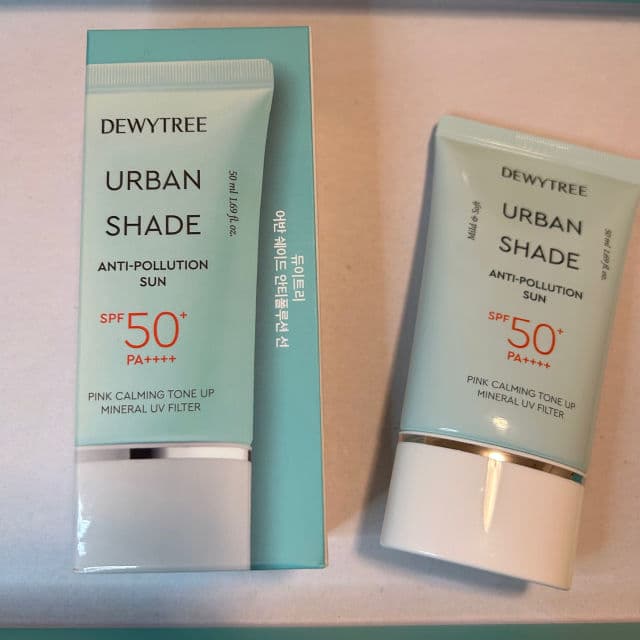 DEWYTREE
URBAN
SHADE
50 ml 1.69 fl. oz.
ANTI-POLLUTION
SUN
SPF 50+
PA++++
PINK CALMING TONE UP
MINERAL UV FILTER
듀이트리
어반 쉐이드 안티폴루션 선
DEWYTREE
Mild & Soft
URBAN
SHADE
50 ml 1.69 fl. oz.
ANTI-POLLUTION
SUN
SPF 50+
PA++++
PINK CALMING TONE UP
MINERAL UV FILTER